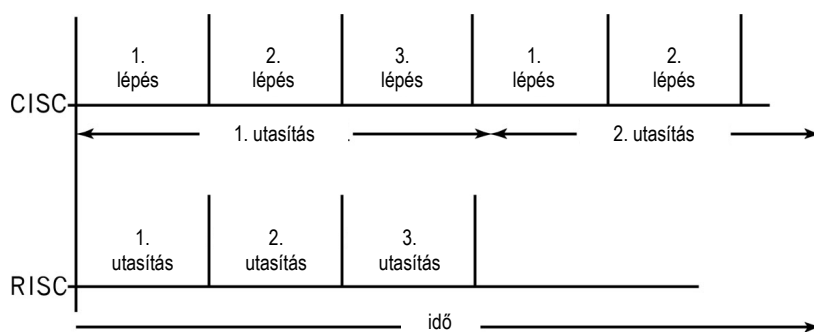 1. lépés
2. lépés
3. lépés
1. lépés
2. lépés
CISC
1. utasítás
2. utasítás
1. utasítás
2. utasítás
3. utasítás
RISC
idő